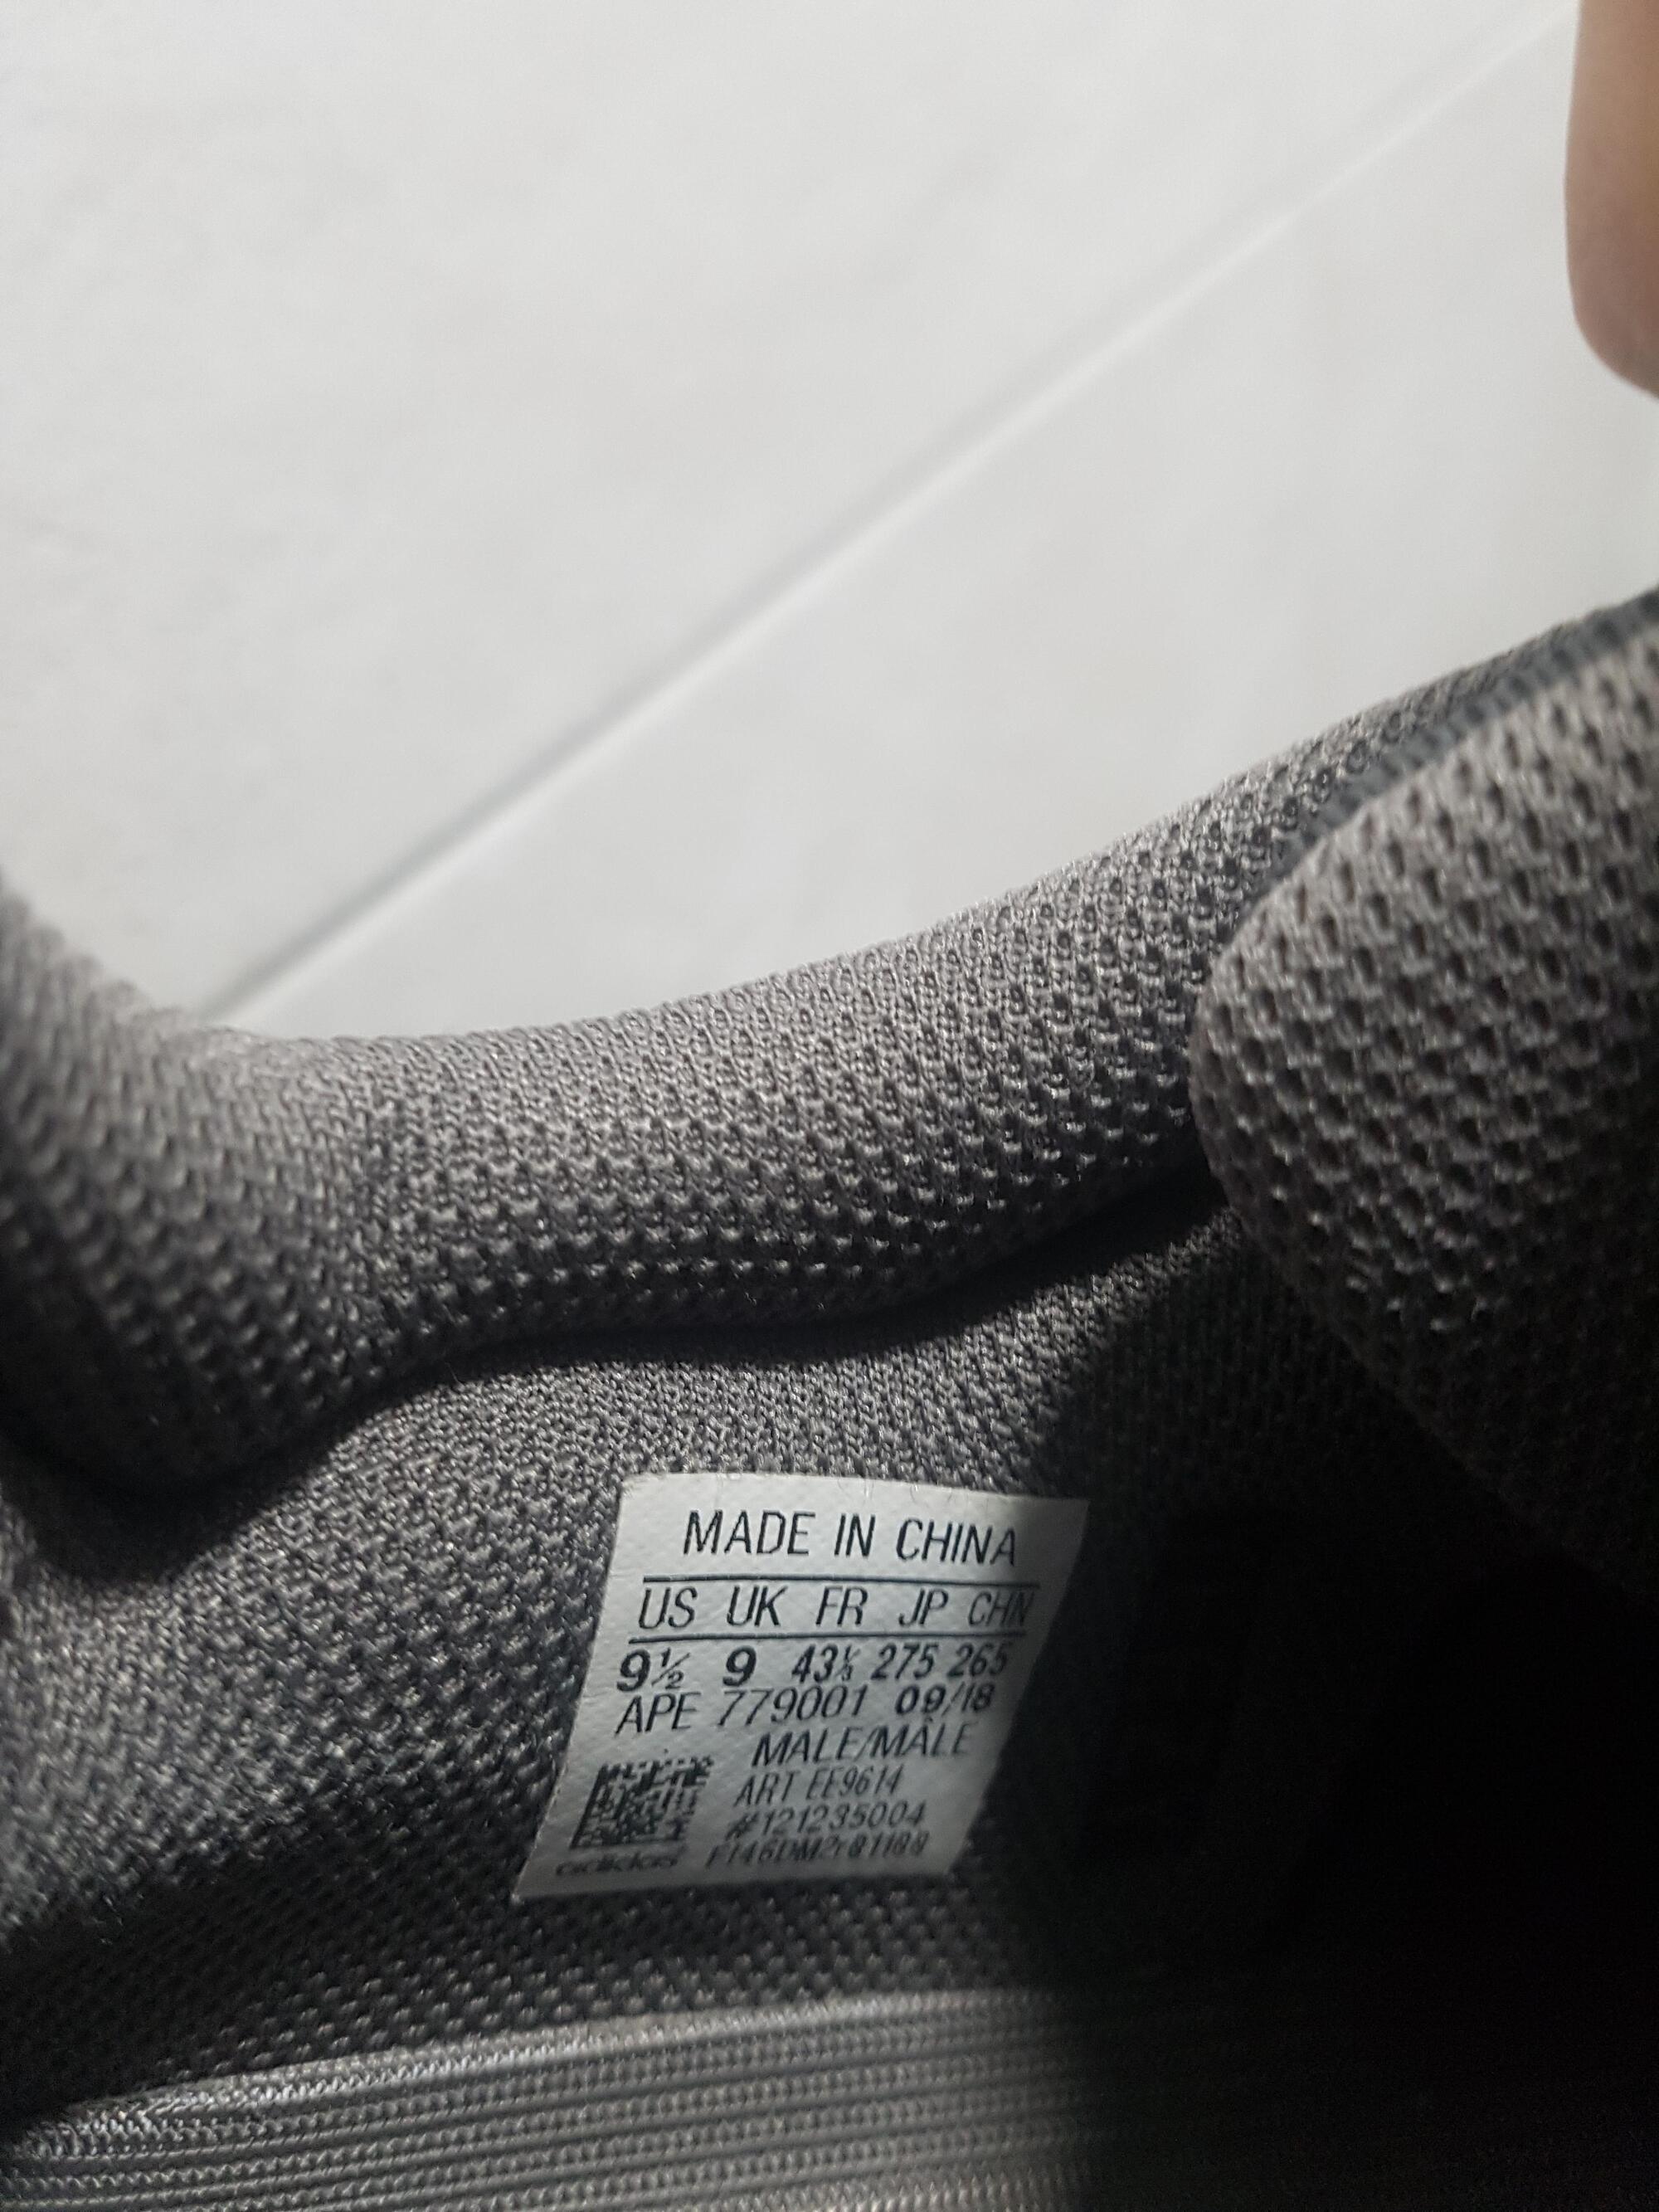 MADE IN CHINA
US UK FR JP CHN
9½ 9 43⅓ 275 265
APE 779001 09/18
MALE/MÂLE
ART EE9614
#121235004
adidas